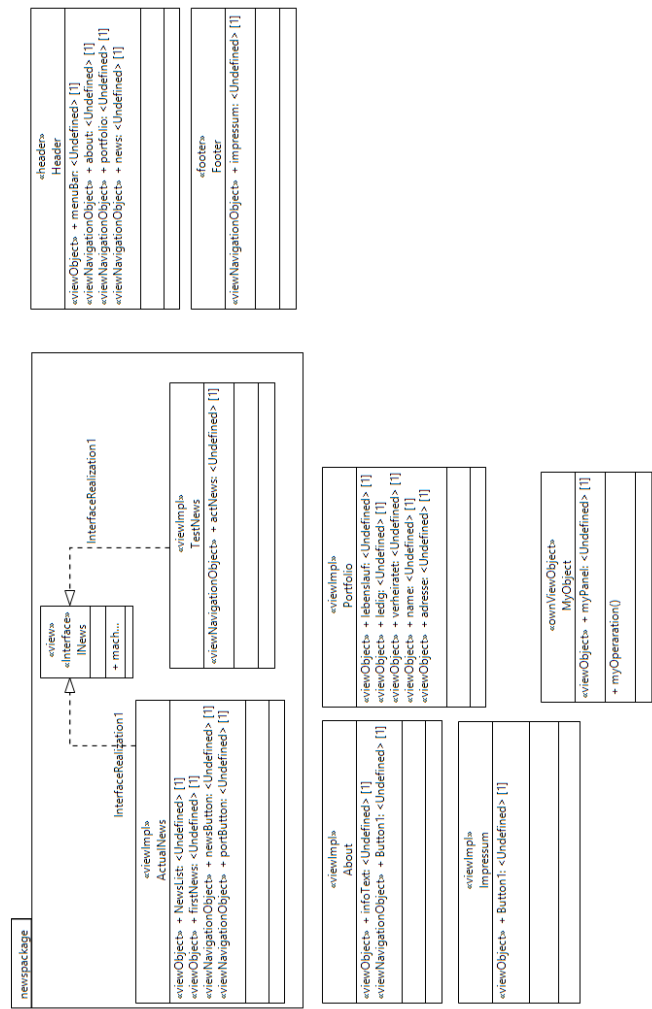 newspackage
«view»
«Interface»
INews
+ mach...
InterfaceRealization1
InterfaceRealization1
«viewImpl»
ActualNews
«viewObject» + NewsList: <Undefined> [1]
«viewObject» + firstNews: <Undefined> [1]
«viewNavigationObject» + newsButton: <Undefined> [1]
«viewNavigationObject» + portButton: <Undefined> [1]
«viewImpl»
TestNews
«viewNavigationObject» + actNews: <Undefined> [1]
«header»
Header
«viewObject» + menuBar: <Undefined> [1]
«viewNavigationObject» + about: <Undefined> [1]
«viewNavigationObject» + portfolio: <Undefined> [1]
«viewNavigationObject» + news: <Undefined> [1]
«footer»
Footer
«viewNavigationObject» + impressum: <Undefined> [1]
«viewImpl»
About
«viewObject» + infoText: <Undefined> [1]
«viewNavigationObject» + Button1: <Undefined> [1]
«viewImpl»
Portfolio
«viewObject» + lebenslauf: <Undefined> [1]
«viewObject» + ledig: <Undefined> [1]
«viewObject» + verheiratet: <Undefined> [1]
«viewObject» + name: <Undefined> [1]
«viewObject» + adresse: <Undefined> [1]
«viewImpl»
Impressum
«viewObject» + Button1: <Undefined> [1]
«ownViewObject»
MyObject
«viewObject» + myPanel: <Undefined> [1]
+ myOperaration()